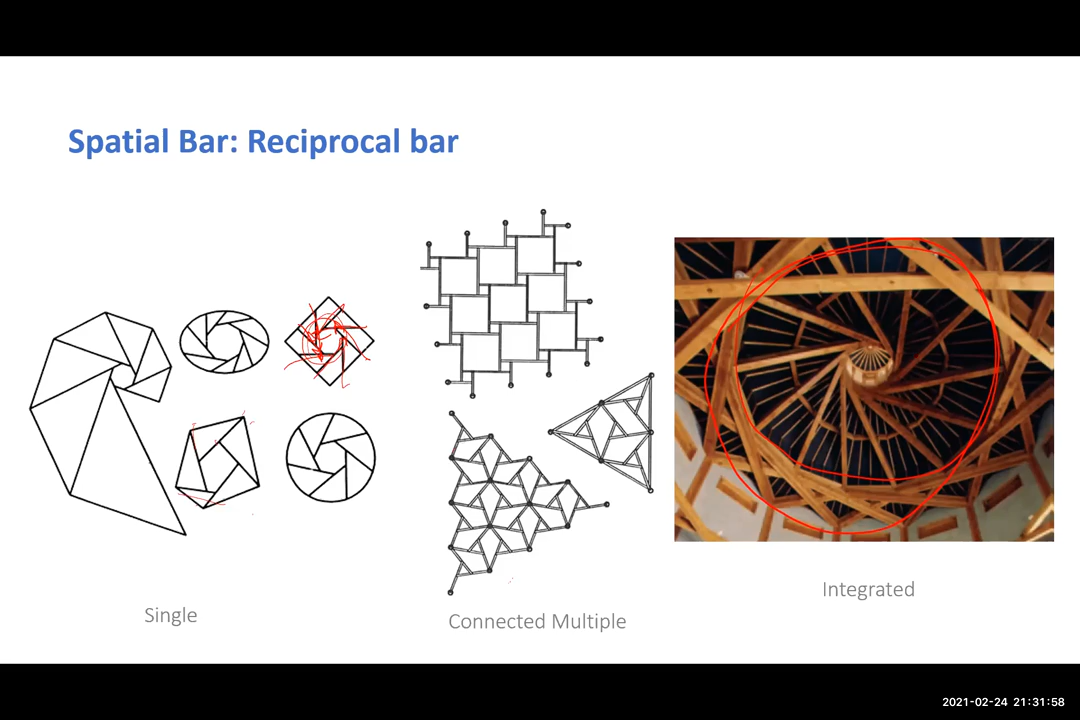 Spatial Bar: Reciprocal bar
Single
Connected Multiple
Integrated
2021-02-24 21:31:58